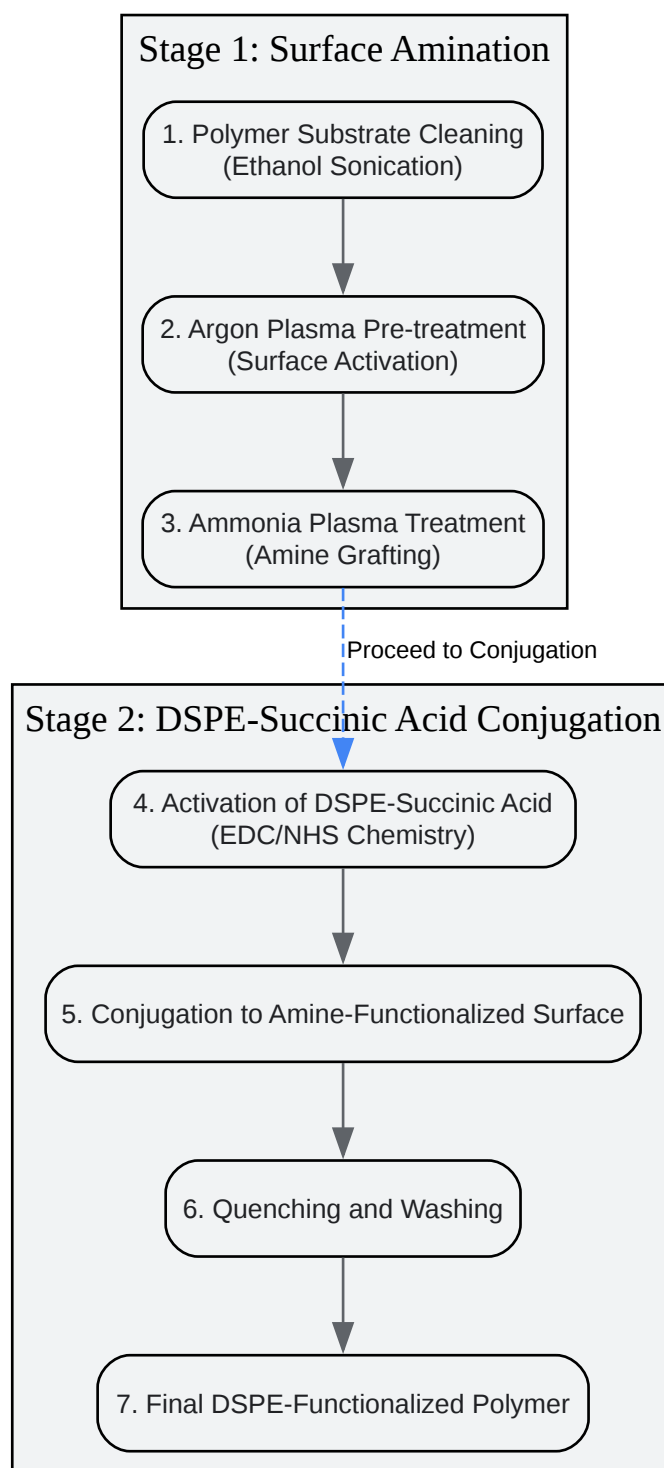 Stage 1: Surface Amination
1. Polymer Substrate Cleaning
(Ethanol Sonication)
2. Argon Plasma Pre-treatment
(Surface Activation)
3. Ammonia Plasma Treatment
(Amine Grafting)
Proceed to Conjugation
Stage 2: DSPE-Succinic Acid Conjugation
4. Activation of DSPE-Succinic Acid
(EDC/NHS Chemistry)
5. Conjugation to Amine-Functionalized Surface
6. Quenching and Washing
7. Final DSPE-Functionalized Polymer